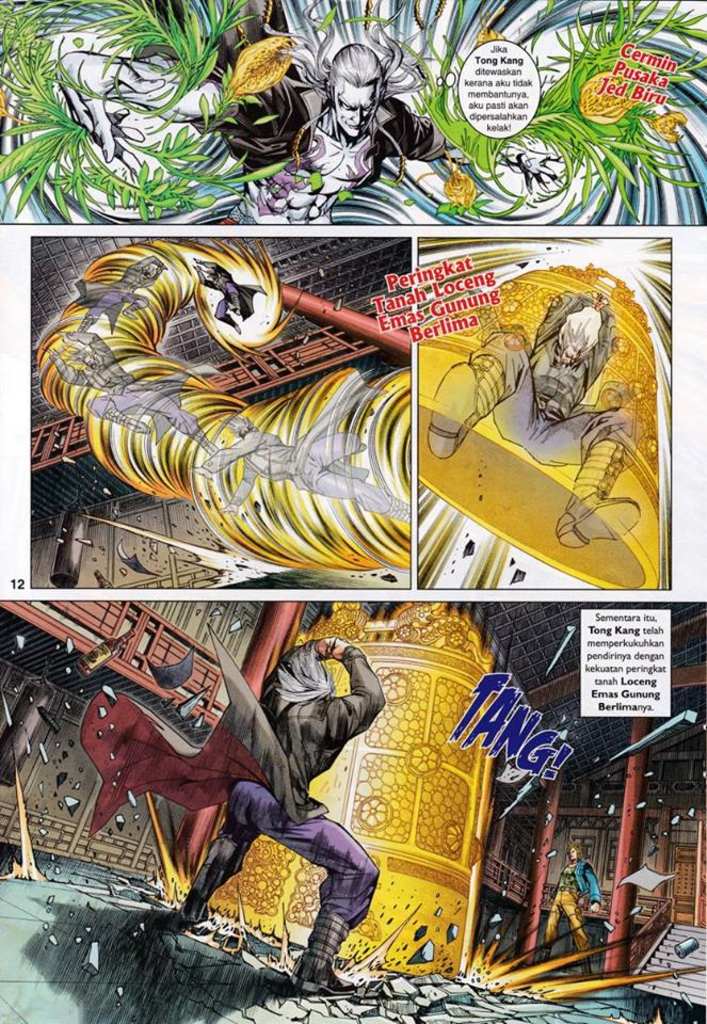 Jika
Tong Kang
ditewaskan
kerana aku tidak
membantunya,
aku pasti akan
dipersalahkan
kelak!
Cermin
Pusaka
Jed Biru
Peringkat
Tanah Loceng
Emas Gunung
Berlima
12
Sementara itu,
Tong Kang telah
memperkukuhkan
pendirinya dengan
kekuatan peringkat
tanah Loceng
Emas Gunung
Berlimanya.
TANG!